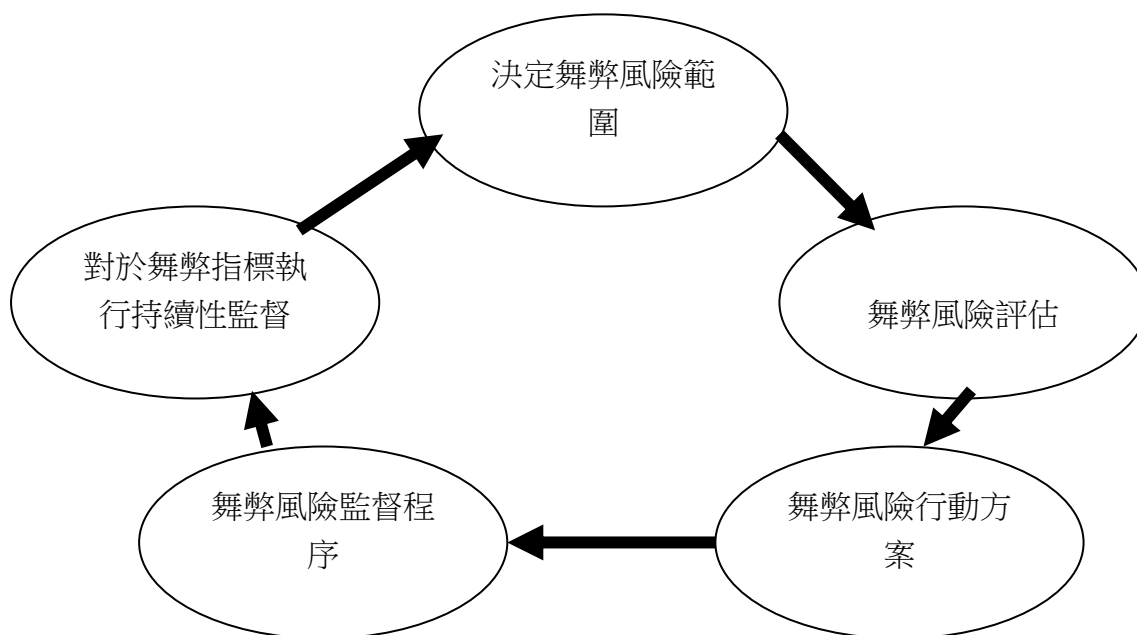 決定舞弊風險範
圍
舞弊風險評估
舞弊風險行動方
案
舞弊風險監督程
序
對於舞弊指標執
行持續性監督